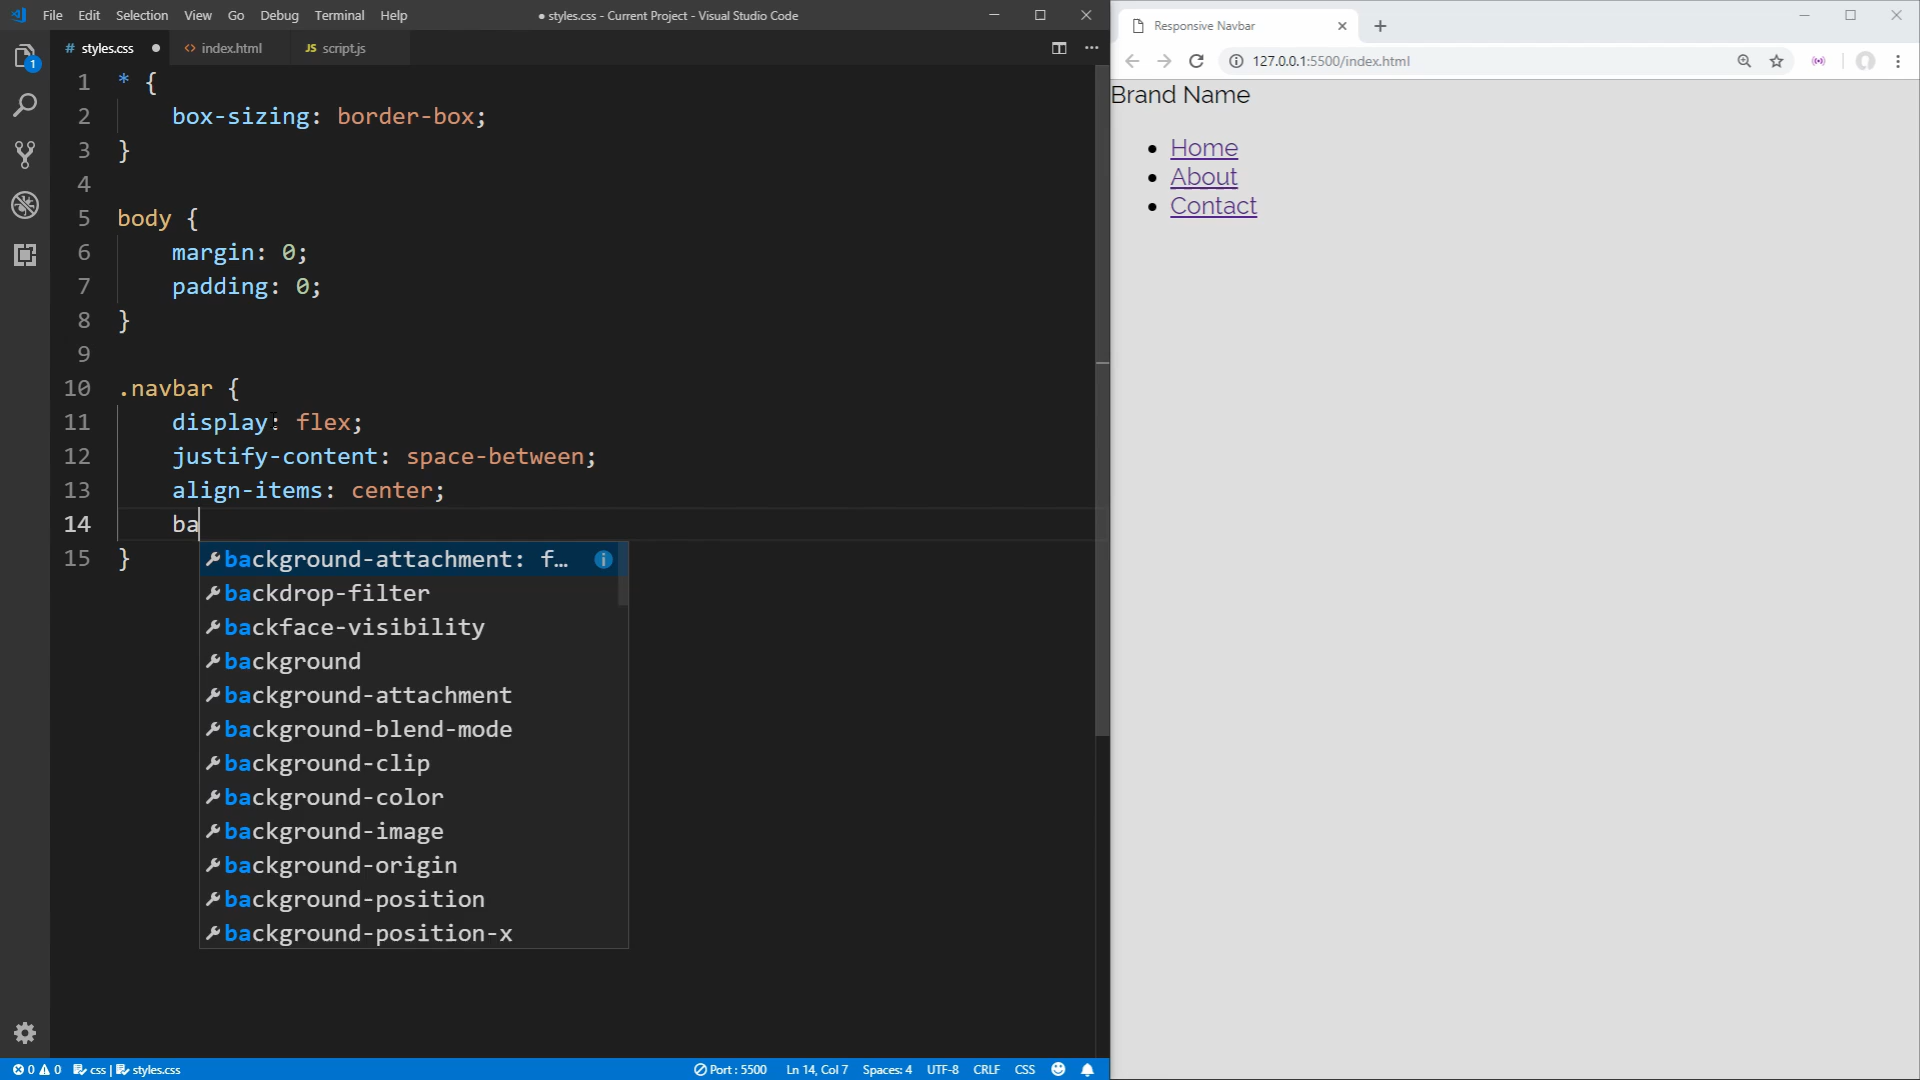 File Edit Selection View Go Debug Terminal Help
● styles.css - Current Project - Visual Studio Code
# styles.css ●
<> index.html
JS script.js
1 * {
2 box-sizing: border-box;
3 }
4
5 body {
6 margin: 0;
7 padding: 0;
8 }
9
10 .navbar {
11 display: flex;
12 justify-content: space-between;
13 align-items: center;
14 ba
15 }
background-attachment: f…
backdrop-filter
backface-visibility
background
background-attachment
background-blend-mode
background-clip
background-color
background-image
background-origin
background-position
background-position-x
1
0 0 css | styles.css
Port : 5500 Ln 14, Col 7 Spaces: 4 UTF-8 CRLF CSS
Responsive Navbar
127.0.0.1:5500/index.html
Brand Name
• Home
• About
• Contact